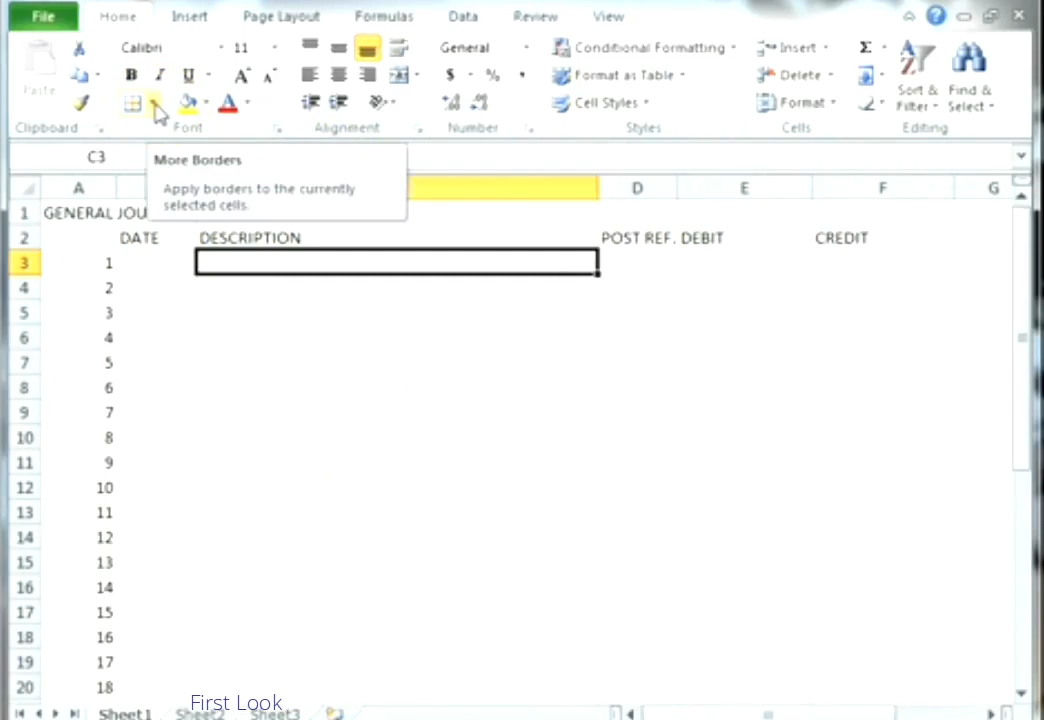 File Home Insert Page Layout Formulas Data Review View
Calibri 11 General Conditional Formatting Insert Σ
Paste B I U A A $ % , Format as Table Delete Sort & Find &
A Cell Styles Format Filter Select
Clipboard Font Alignment Number Styles Cells Editing
C3
More Borders
Apply borders to the currently
selected cells.
A D E F G
1 GENERAL JOU
2 DATE DESCRIPTION POST REF. DEBIT CREDIT
3 1
4 2
5 3
6 4
7 5
8 6
9 7
10 8
11 9
12 10
13 11
14 12
15 13
16 14
17 15
18 16
19 17
20 18
First Look
Sheet1 Sheet2 Sheet3